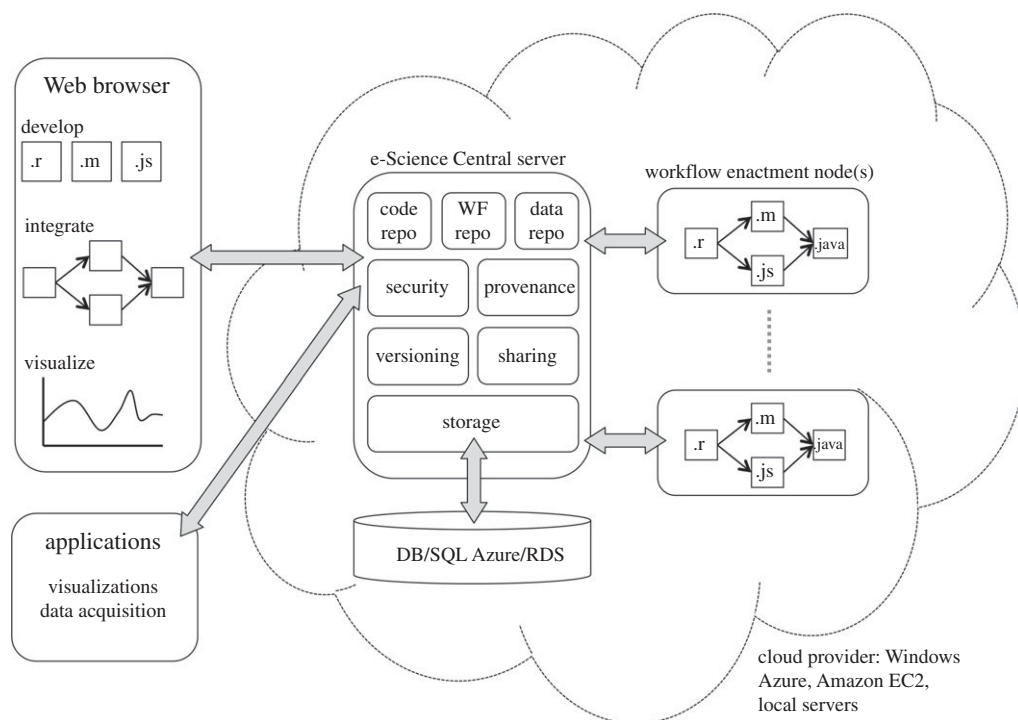 Web browser
develop
.r
.m
.js
integrate
visualize
applications
visualizations
data acquisition
e-Science Central server
code
repo
WF
repo
data
repo
security
provenance
versioning
sharing
storage
DB/SQL Azure/RDS
workflow enactment node(s)
.r
.m
.js
.java
.r
.m
.js
.java
cloud provider: Windows
Azure, Amazon EC2,
local servers